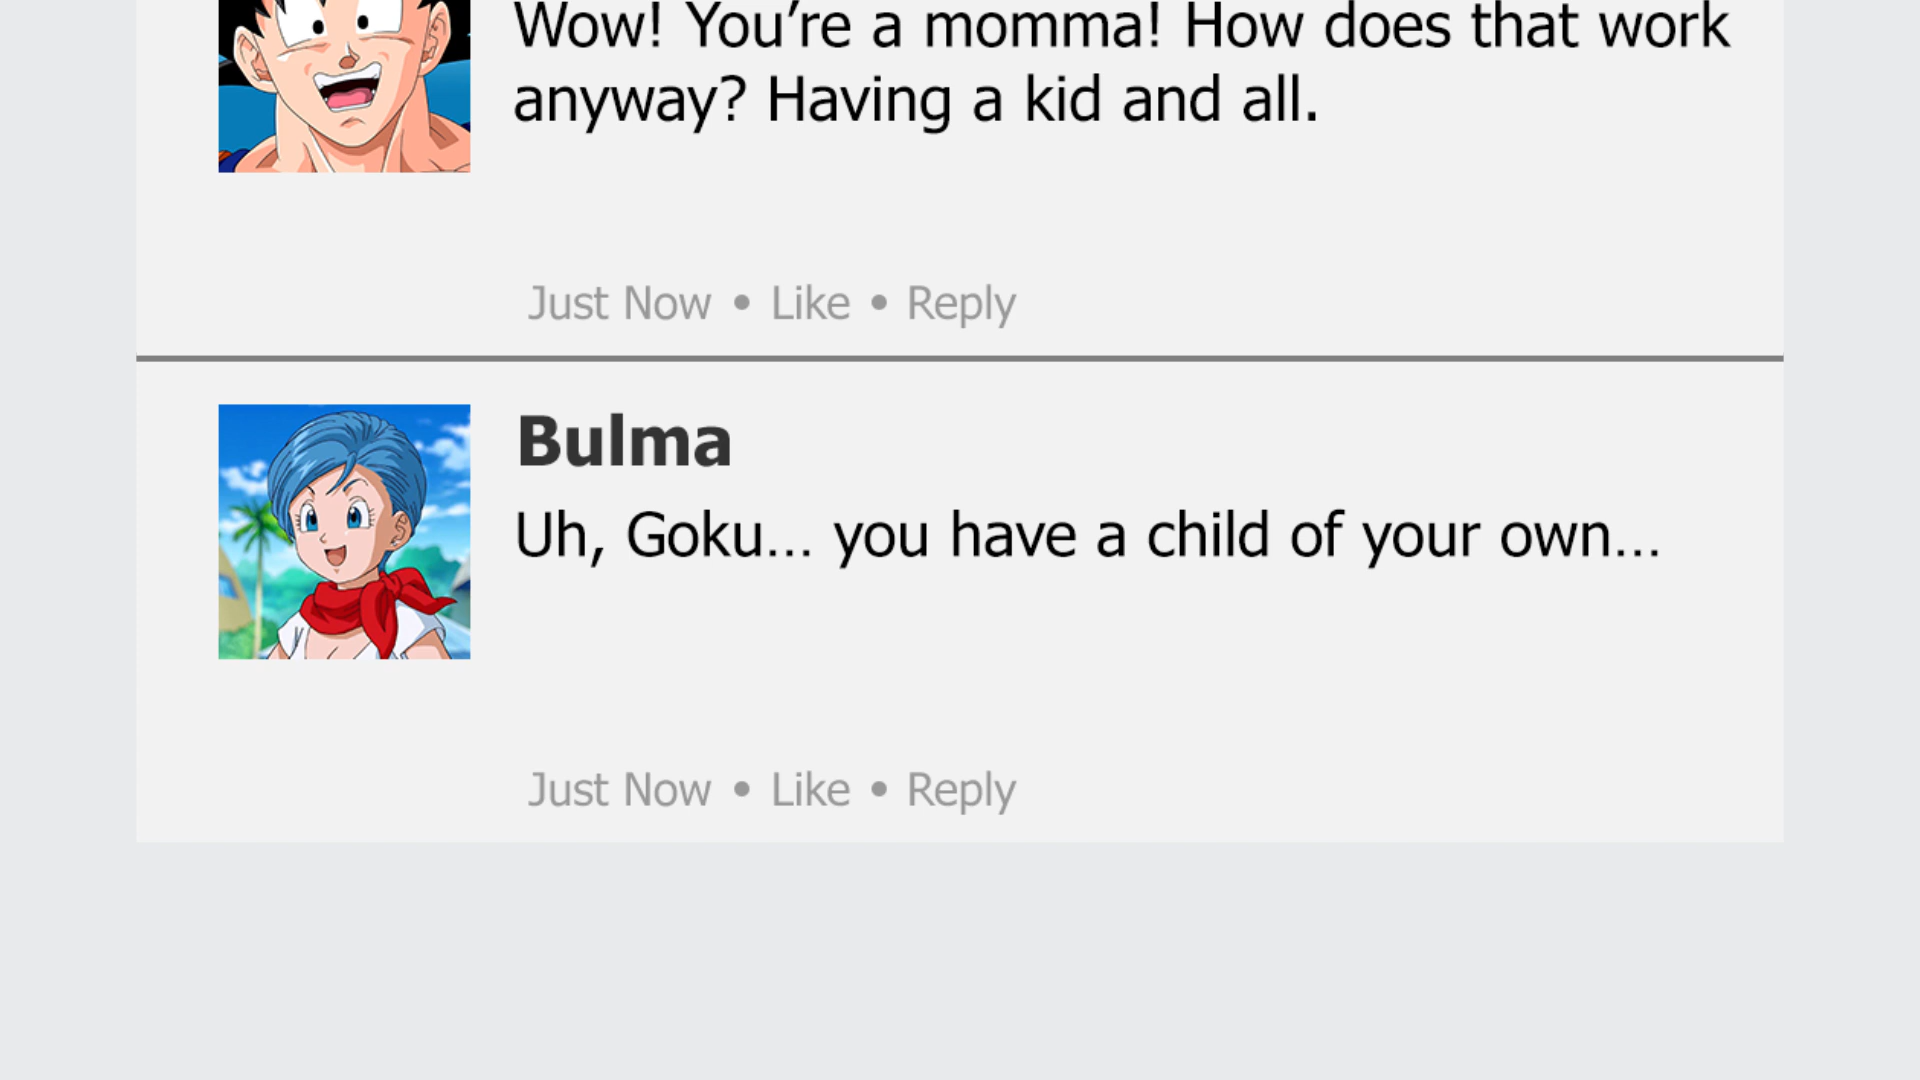 Wow! You’re a momma! How does that work
anyway? Having a kid and all.
Just Now • Like • Reply
Bulma
Uh, Goku... you have a child of your own...
Just Now • Like • Reply